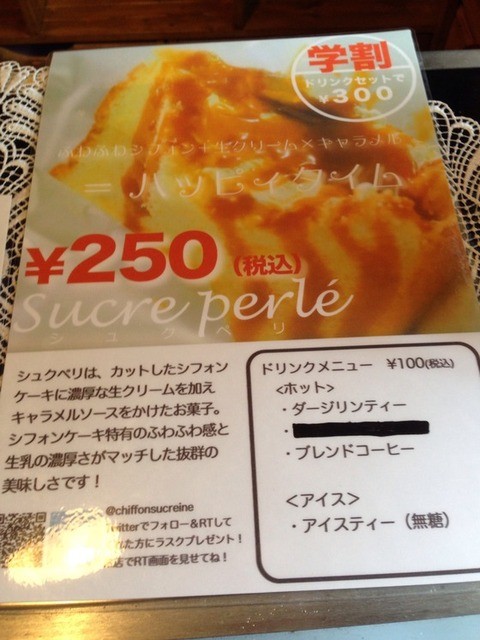 学割
ドリンクセットで
¥300
ふわふわシフォン+生クリーム×キャラメル
＝ハッピィタイム
¥250（税込）
Sucre perlé
シュクペリ
シュクペリは、カットしたシフォン
ケーキに濃厚な生クリームを加え
キャラメルソースをかけたお菓子。
シフォンケーキ特有のふわふわ感と
生乳の濃厚さがマッチした抜群の
美味しさです！
@chiffonsucreine
Twitterでフォロー&RTして
れた方にラスクプレゼント！
店でRT画面を見せてね！
ドリンクメニュー ¥100(税込)
<ホット>
・ダージリンティー
・ブレンドコーヒー
<アイス>
・アイスティー（無糖）